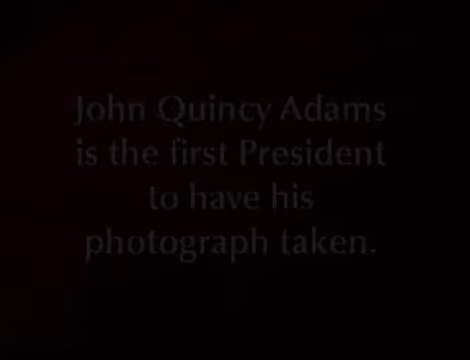 John Quincy Adams
is the first President
to have his
photograph taken.